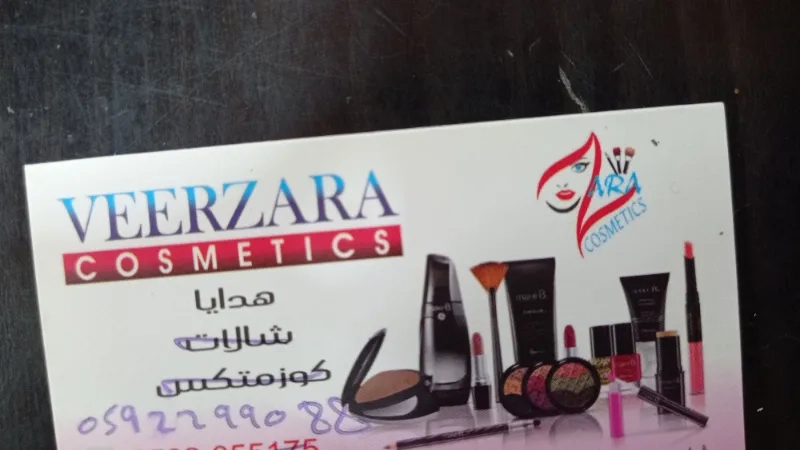 VEERZARA
COSMETICS
ZARA
COSMETICS
هدايا
شالات
كوزمتكس
0592299088